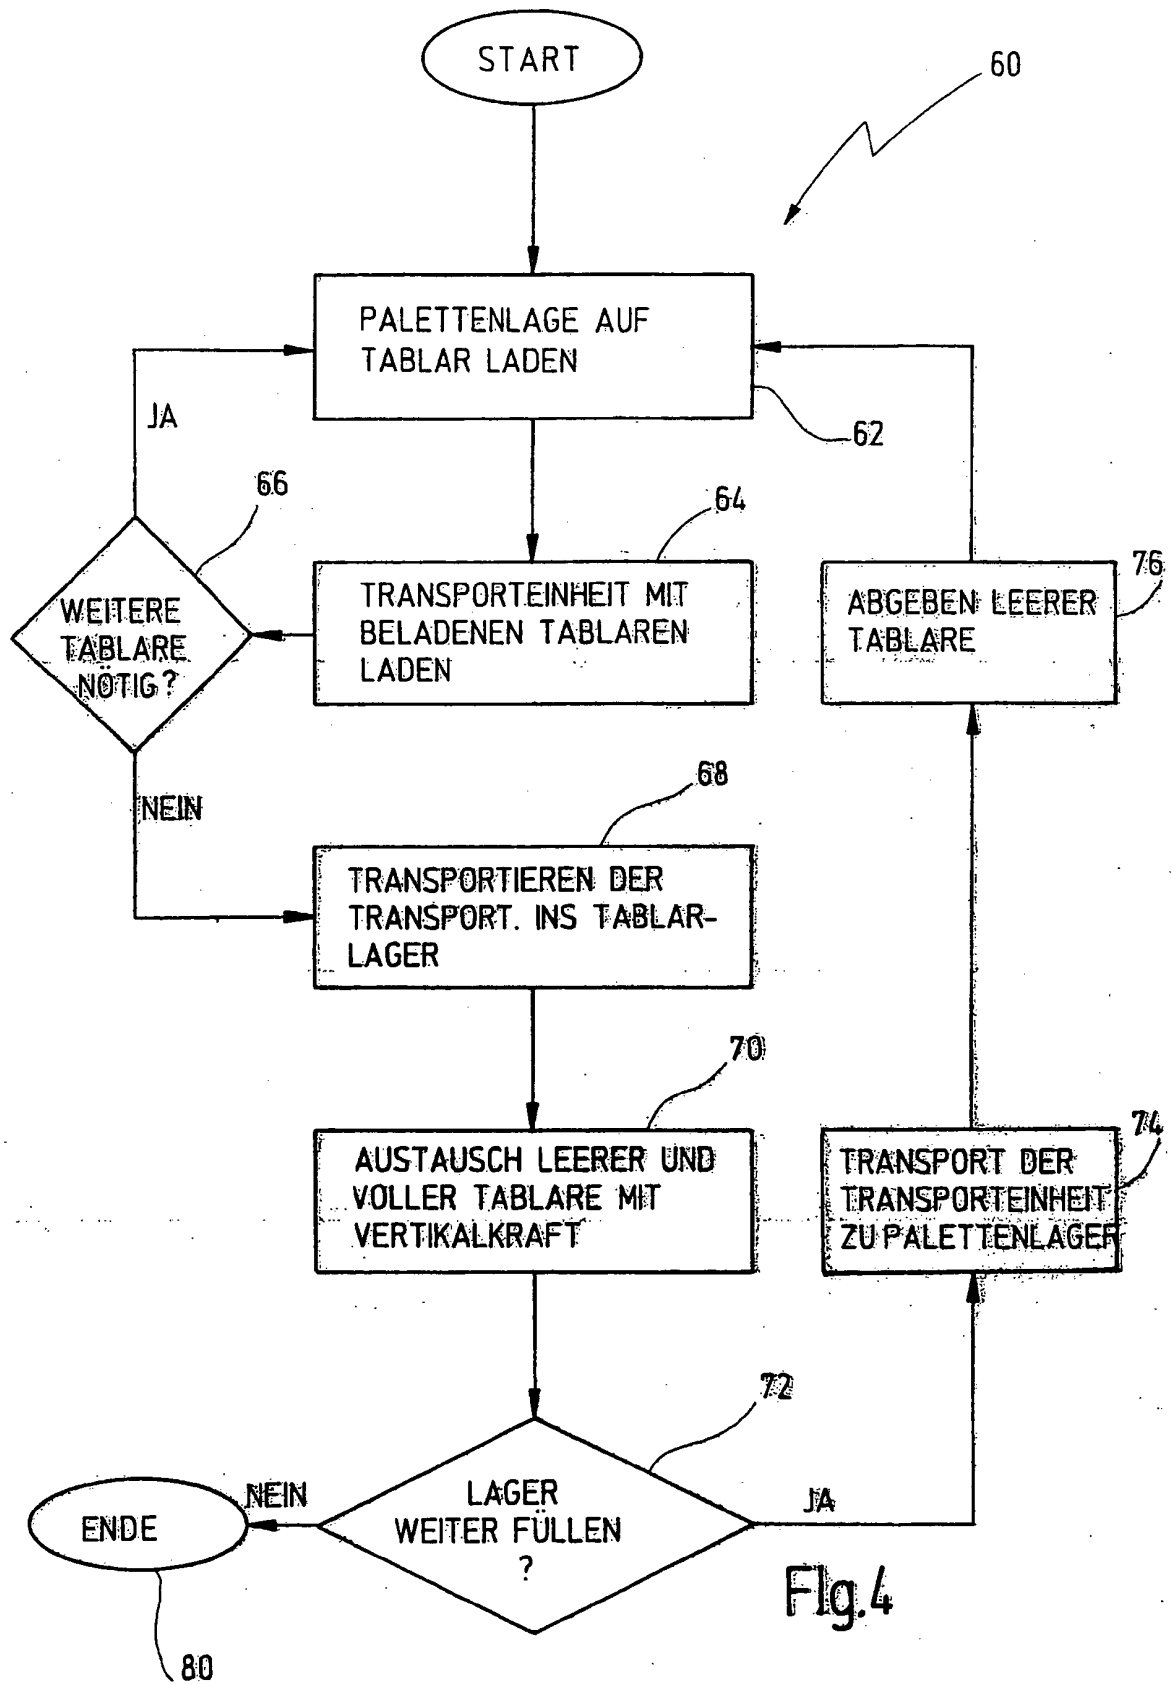 START
60
PALETTENLAGE AUF
TABLAR LADEN
62
JA
66
64
WEITERE
TABLARE
NÖTIG?
TRANSPORTEINHEIT MIT
BELADENEN TABLAREN
LADEN
76
ABGEBEN LEERER
TABLARE
NEIN
68
TRANSPORTIEREN DER
TRANSPORT. INS TABLAR-
LAGER
70
AUSTAUSCH LEERER UND
VOLLER TABLARE MIT
VERTIKALKRAFT
74
TRANSPORT DER
TRANSPORTEINHEIT
ZU PALETTENLAGER
72
LAGER
WEITER FÜLLEN
?
NEIN
JA
ENDE
80
FIg.4